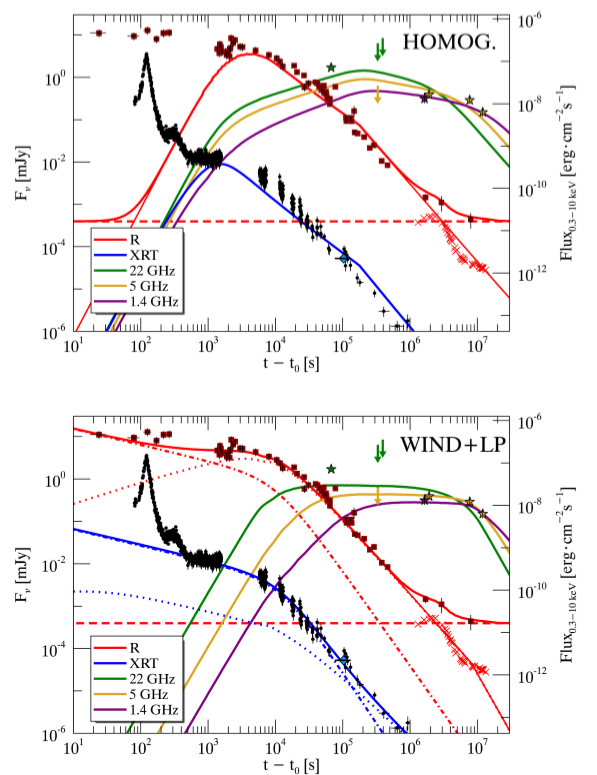 HOMOG.
10^0
10^-2
10^-4
10^-6
F_ν [mJy]
10^-6
10^-8
10^-10
10^-12
Flux_0.3−10 keV [erg·cm^−2 s^−1]
R
XRT
22 GHz
5 GHz
1.4 GHz
10^1 10^2 10^3 10^4 10^5 10^6 10^7
t − t_0 [s]
WIND+LP
10^0
10^-2
10^-4
10^-6
F_ν [mJy]
10^-6
10^-8
10^-10
10^-12
Flux_0.3−10 keV [erg·cm^−2 s^−1]
R
XRT
22 GHz
5 GHz
1.4 GHz
10^1 10^2 10^3 10^4 10^5 10^6 10^7
t − t_0 [s]